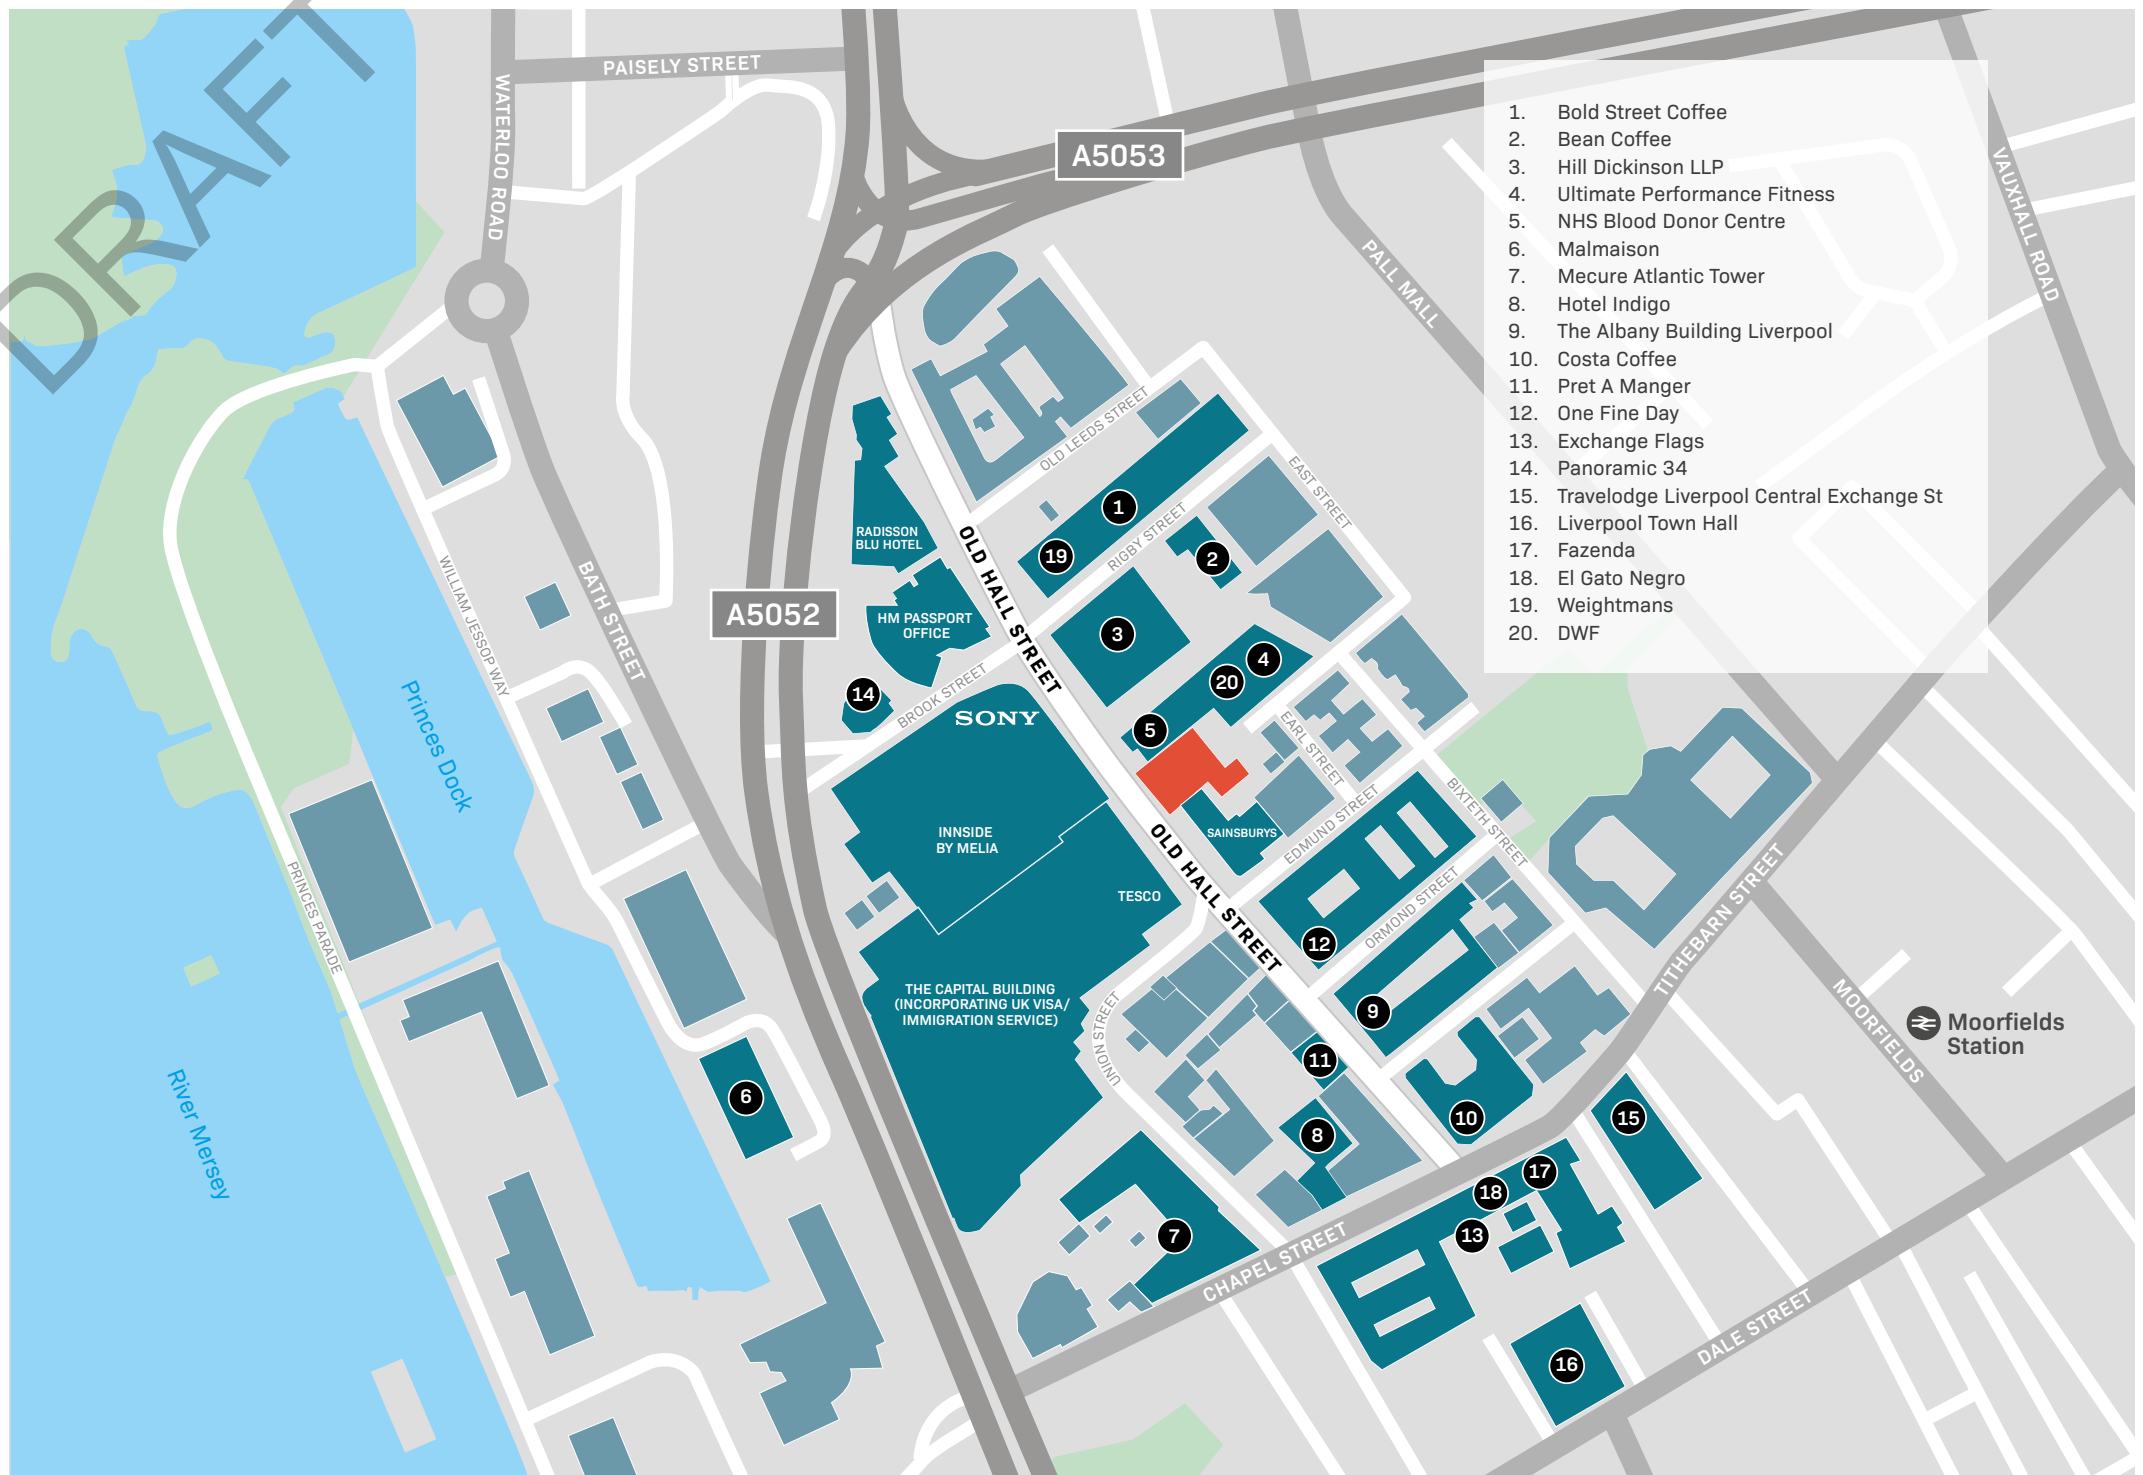 DRAFT
PAISELY STREET
WATERLOO ROAD
A5053
VAUXHALL ROAD
PALL MALL
1. Bold Street Coffee
2. Bean Coffee
3. Hill Dickinson LLP
4. Ultimate Performance Fitness
5. NHS Blood Donor Centre
6. Malmaison
7. Mecure Atlantic Tower
8. Hotel Indigo
9. The Albany Building Liverpool
10. Costa Coffee
11. Pret A Manger
12. One Fine Day
13. Exchange Flags
14. Panoramic 34
15. Travelodge Liverpool Central Exchange St
16. Liverpool Town Hall
17. Fazenda
18. El Gato Negro
19. Weightmans
20. DWF
OLD LEEDS STREET
EAST STREET
RIGBY STREET
RADISSON
BLU HOTEL
1
19
2
OLD HALL STREET
WILLIAM JESSOP WAY
BATH STREET
A5052
HM PASSPORT
OFFICE
3
4
20
5
14
BROOK STREET
SONY
Princes Dock
EARL STREET
BIXTETH STREET
EDMUND STREET
INNSIDE
BY MELIA
SAINSBURYS
OLD HALL STREET
TESCO
PRINCES PARADE
ORMOND STREET
TITHEBARN STREET
12
THE CAPITAL BUILDING
(INCORPORATING UK VISA/
IMMIGRATION SERVICE)
9
UNION STREET
MOORFIELDS
Moorfields
Station
11
6
River Mersey
10
15
8
17
18
13
7
CHAPEL STREET
DALE STREET
16